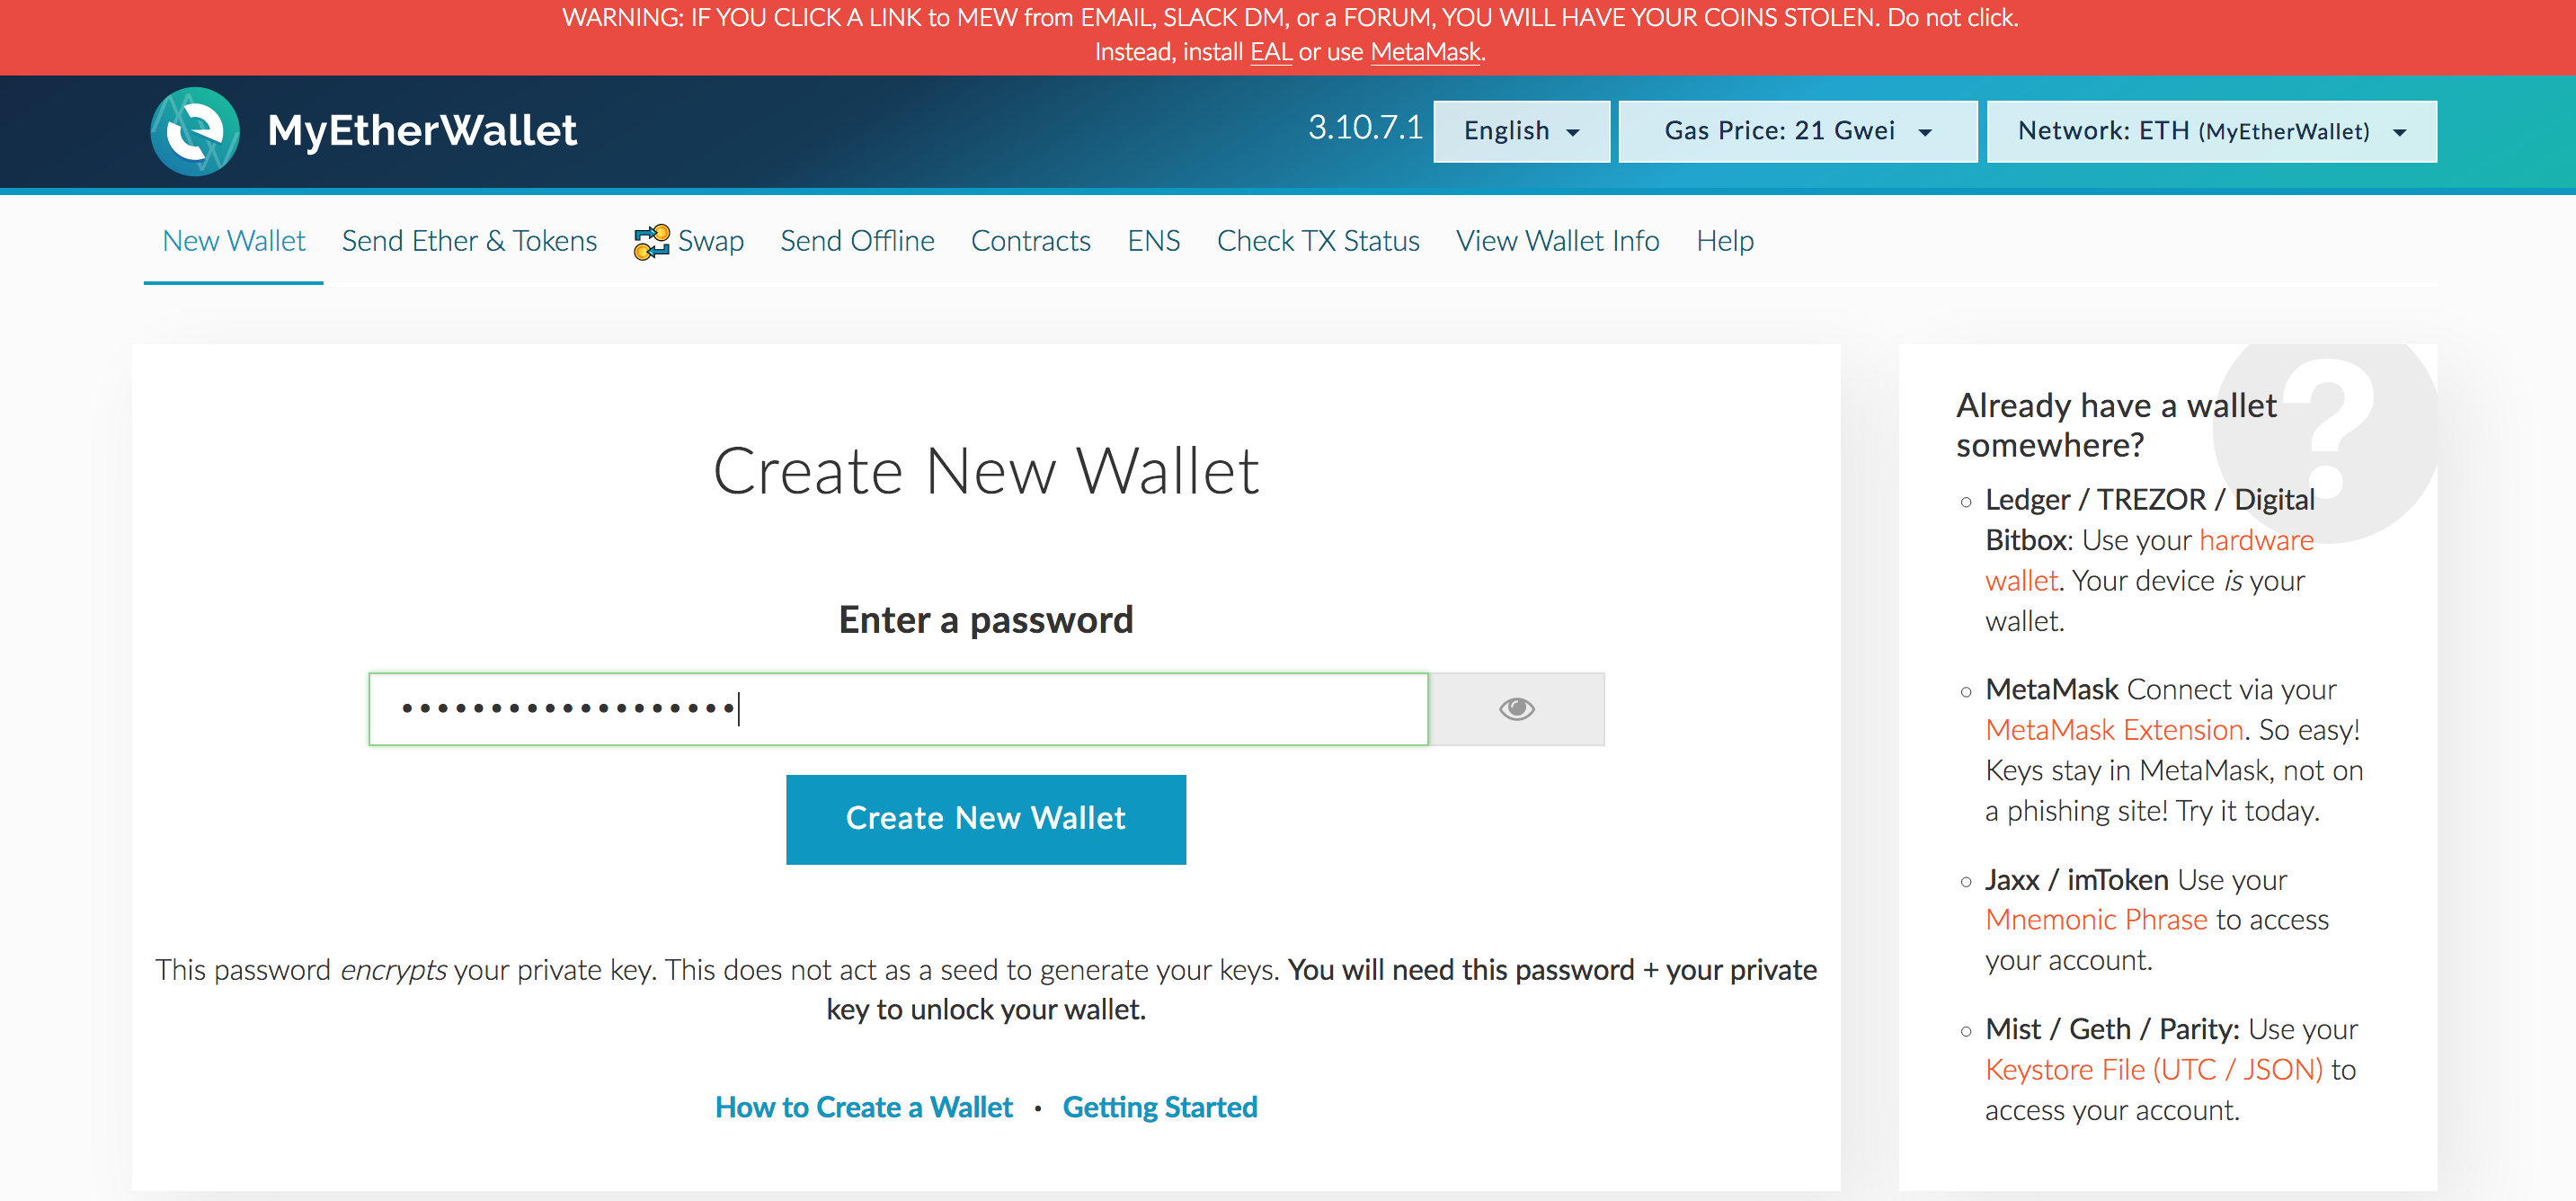 WARNING: IF YOU CLICK A LINK to MEW from EMAIL, SLACK DM, or a FORUM, YOU WILL HAVE YOUR COINS STOLEN. Do not click.
Instead, install EAL or use MetaMask.
MyEtherWallet
3.10.7.1
English
Gas Price: 21 Gwei
Network: ETH (MyEtherWallet)
New Wallet
Send Ether & Tokens
Swap
Send Offline
Contracts
ENS
Check TX Status
View Wallet Info
Help
Create New Wallet
Enter a password
Create New Wallet
This password encrypts your private key. This does not act as a seed to generate your keys. You will need this password + your private
key to unlock your wallet.
How to Create a Wallet · Getting Started
Already have a wallet
somewhere?
Ledger / TREZOR / Digital
Bitbox: Use your hardware
wallet. Your device is your
wallet.
MetaMask Connect via your
MetaMask Extension. So easy!
Keys stay in MetaMask, not on
a phishing site! Try it today.
Jaxx / imToken Use your
Mnemonic Phrase to access
your account.
Mist / Geth / Parity: Use your
Keystore File (UTC / JSON) to
access your account.